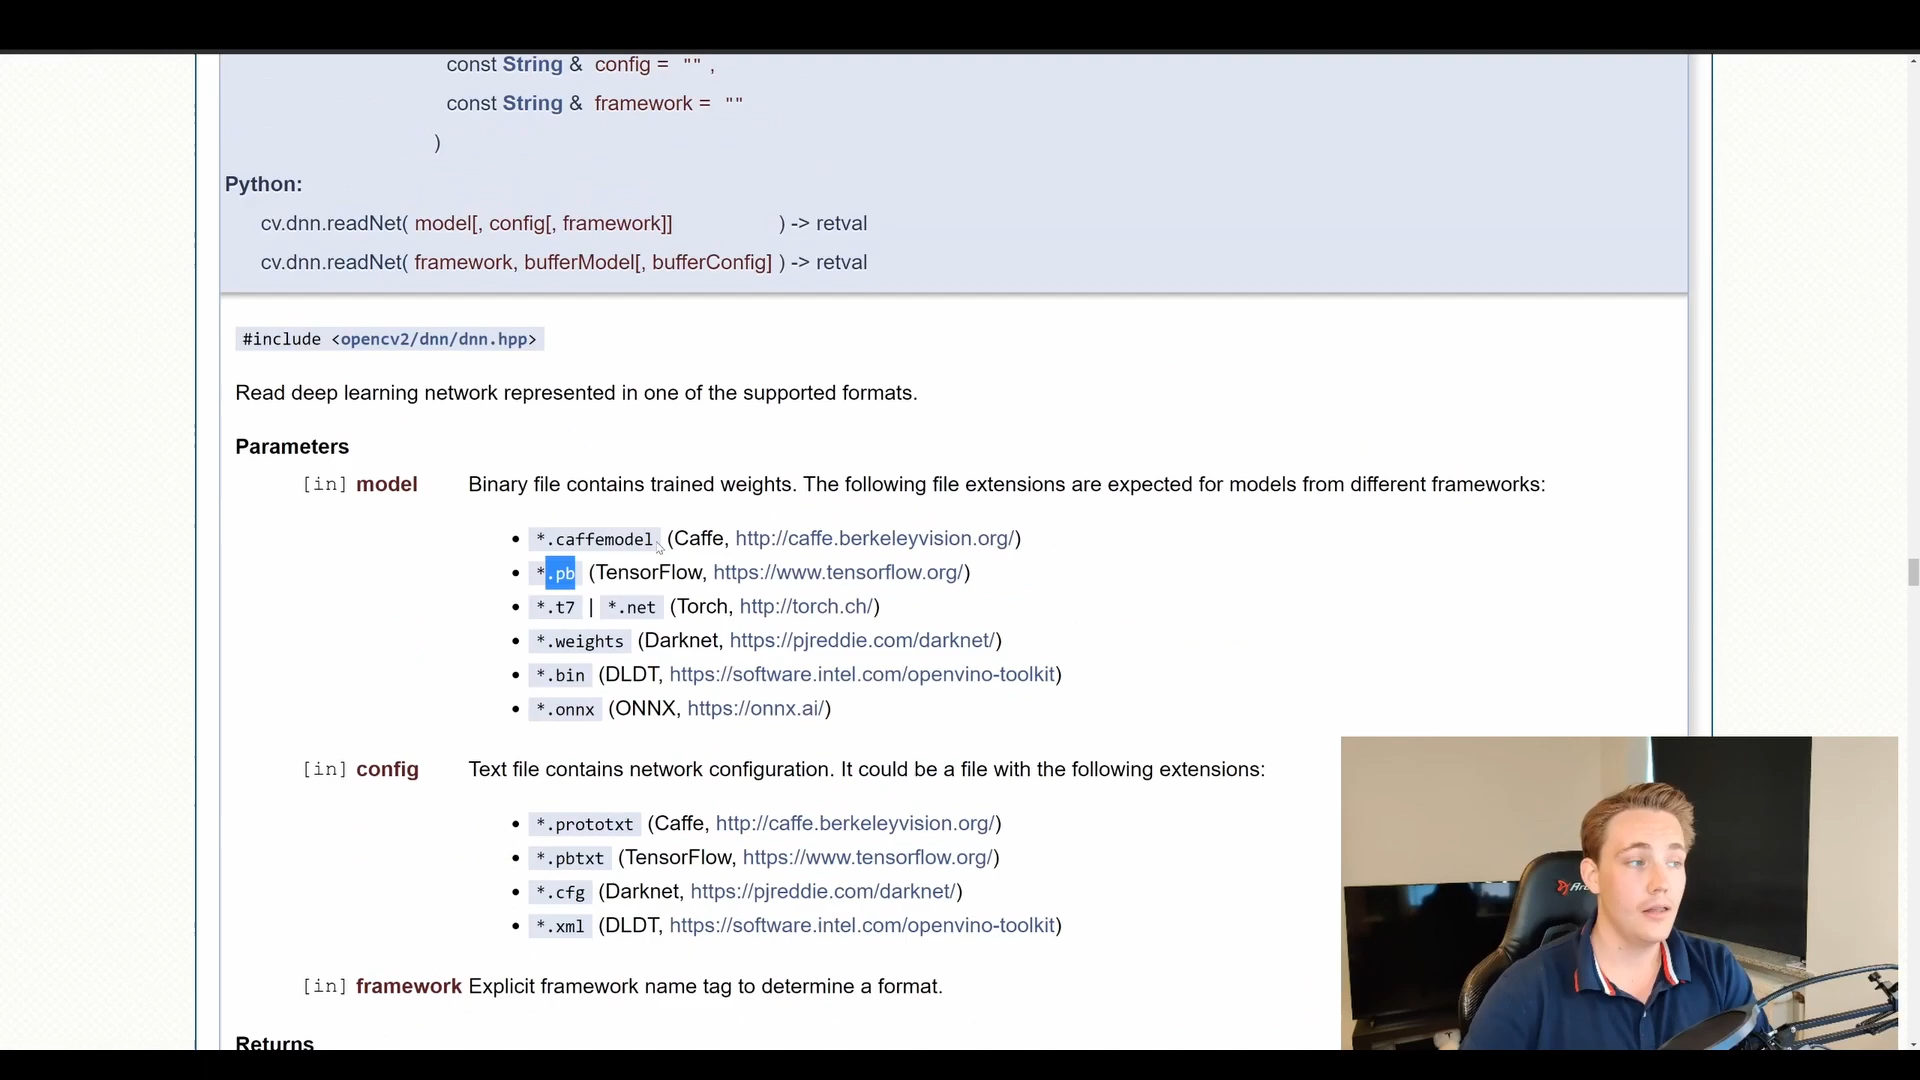 const String & config = "" ,
const String & framework = ""
)
Python:
cv.dnn.readNet( model[, config[, framework]] ) -> retval
cv.dnn.readNet( framework, bufferModel[, bufferConfig] ) -> retval
#include <opencv2/dnn/dnn.hpp>
Read deep learning network represented in one of the supported formats.
Parameters
[in] model Binary file contains trained weights. The following file extensions are expected for models from different frameworks:
• *.caffemodel (Caffe, http://caffe.berkeleyvision.org/)
• *.pb (TensorFlow, https://www.tensorflow.org/)
• *.t7 | *.net (Torch, http://torch.ch/)
• *.weights (Darknet, https://pjreddie.com/darknet/)
• *.bin (DLDT, https://software.intel.com/openvino-toolkit)
• *.onnx (ONNX, https://onnx.ai/)
[in] config Text file contains network configuration. It could be a file with the following extensions:
• *.prototxt (Caffe, http://caffe.berkeleyvision.org/)
• *.pbtxt (TensorFlow, https://www.tensorflow.org/)
• *.cfg (Darknet, https://pjreddie.com/darknet/)
• *.xml (DLDT, https://software.intel.com/openvino-toolkit)
[in] framework Explicit framework name tag to determine a format.
Returns